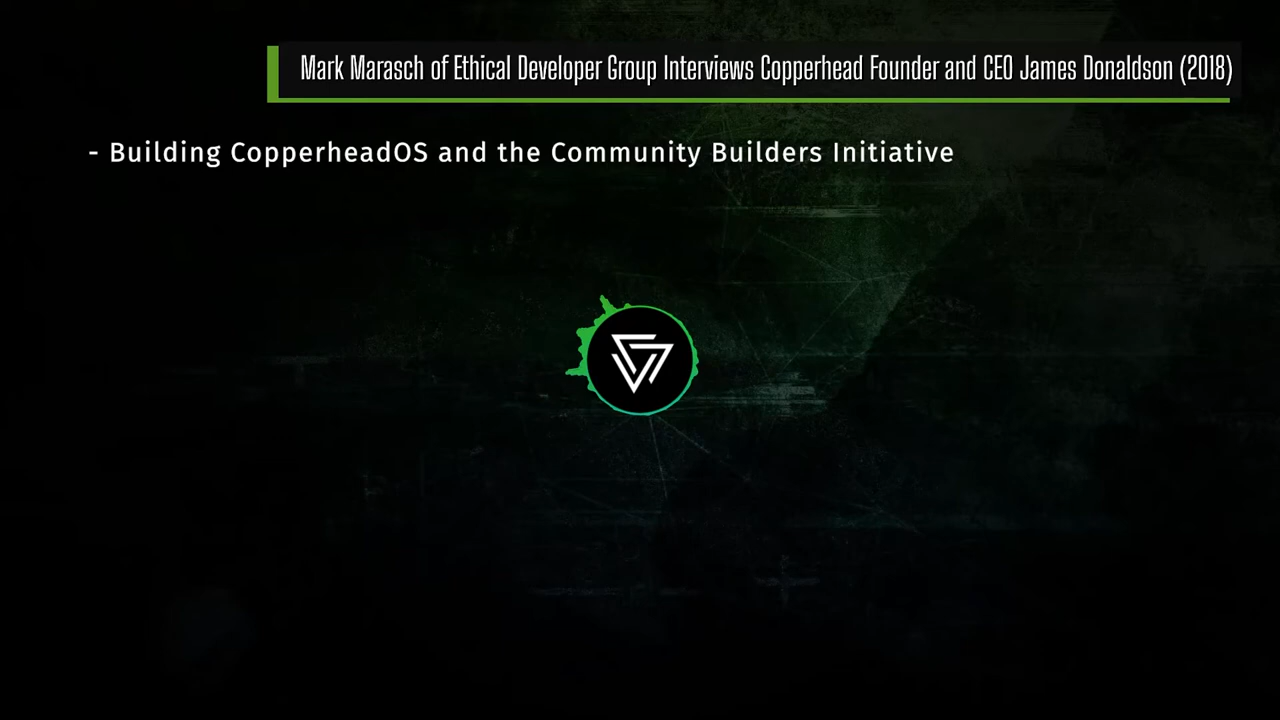 Mark Marasch of Ethical Developer Group Interviews Copperhead Founder and CEO James Donaldson (2018)
- Building CopperheadOS and the Community Builders Initiative